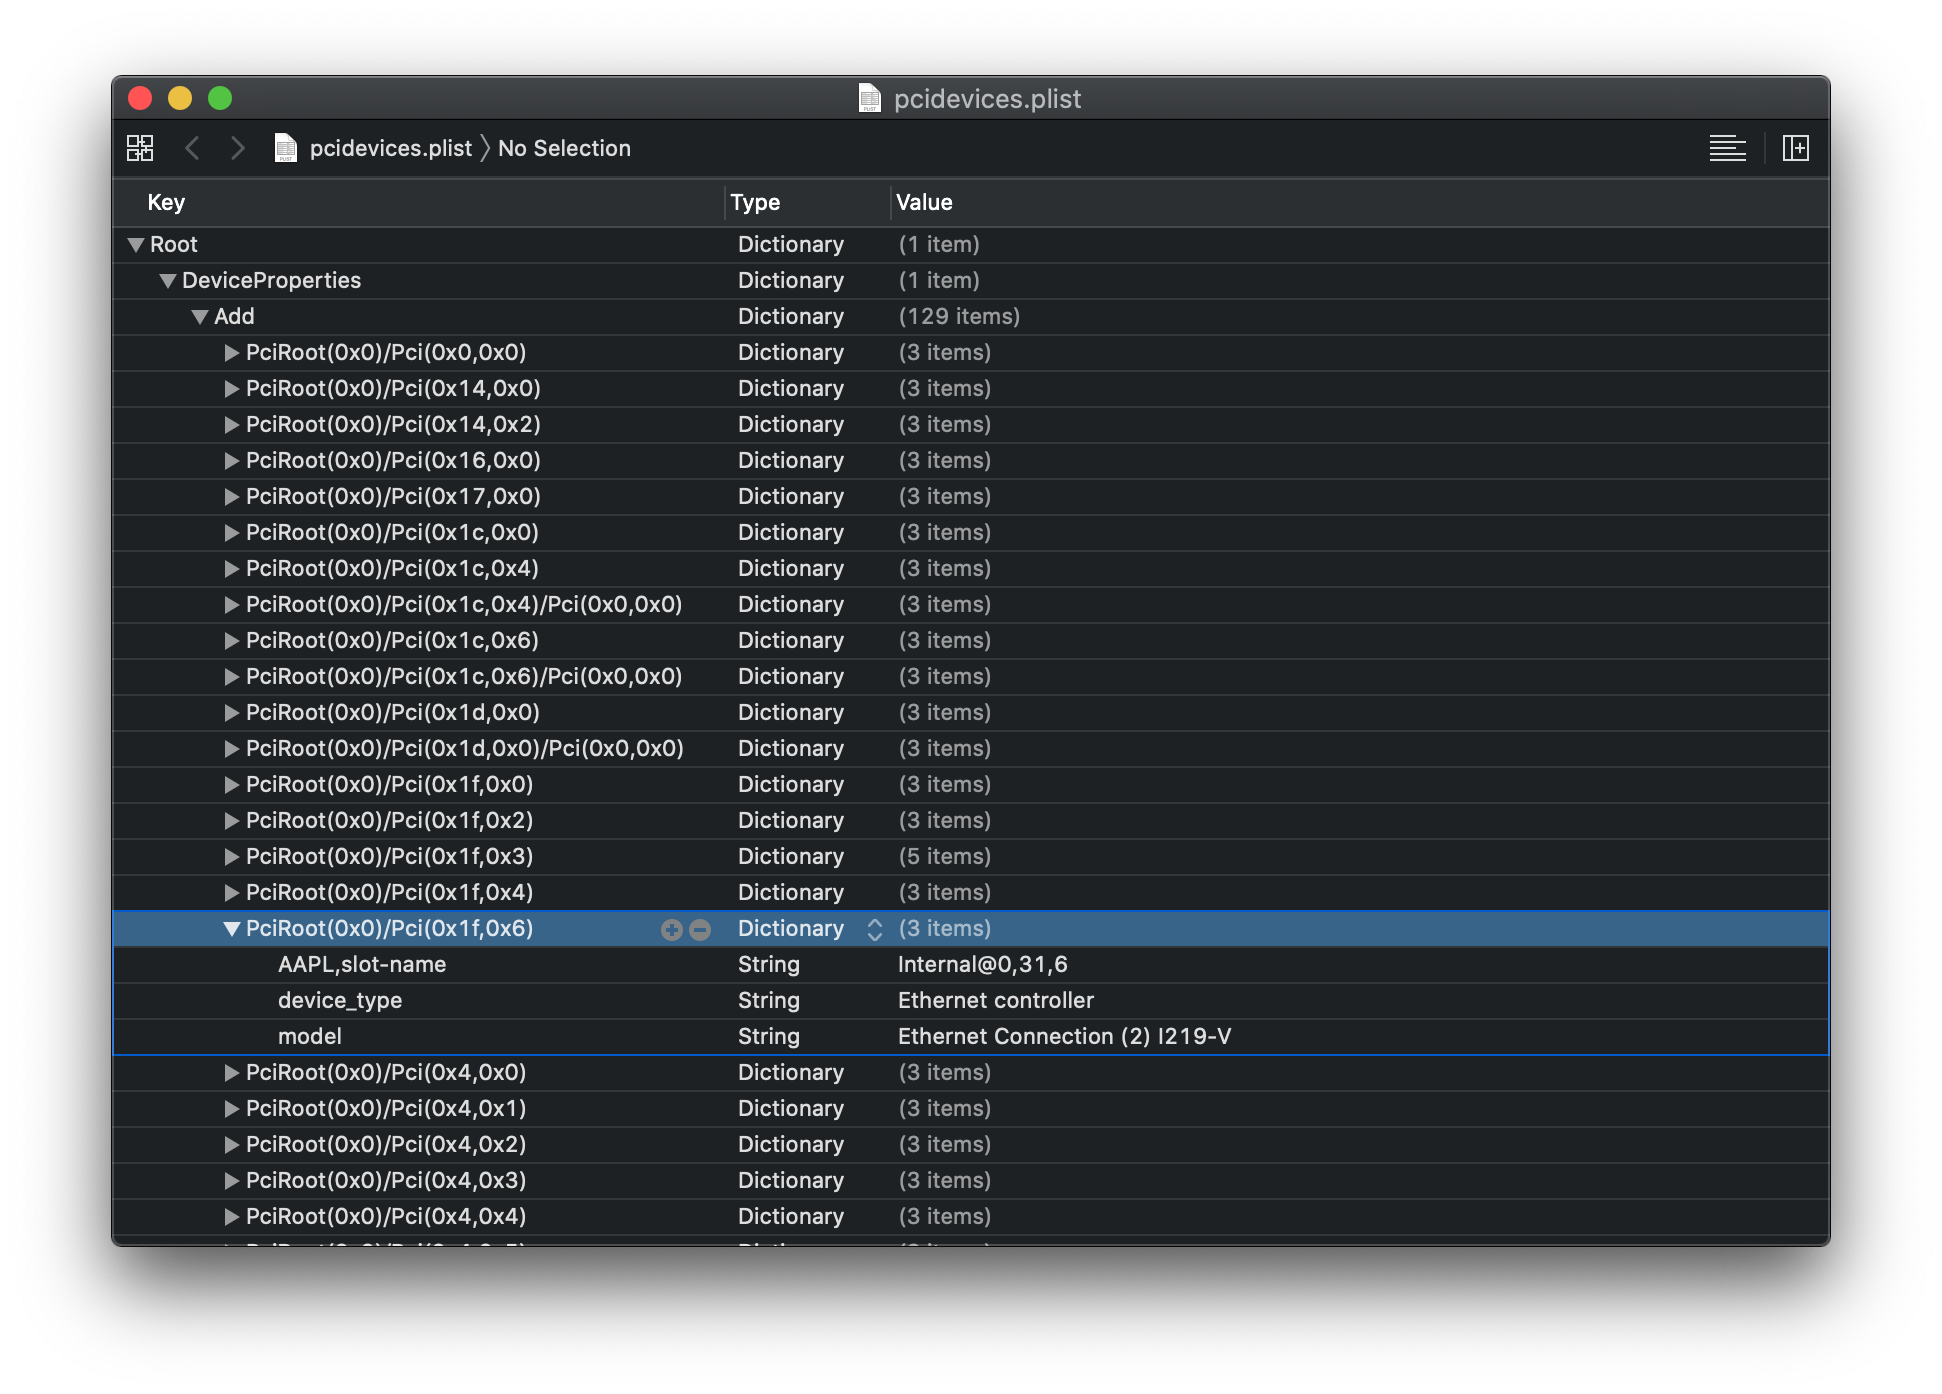 pcidevices.plist
pcidevices.plist No Selection
Key Type Value
Root Dictionary (1 item)
DeviceProperties Dictionary (1 item)
Add Dictionary (129 items)
PciRoot(0x0)/Pci(0x0,0x0) Dictionary (3 items)
PciRoot(0x0)/Pci(0x14,0x0) Dictionary (3 items)
PciRoot(0x0)/Pci(0x14,0x2) Dictionary (3 items)
PciRoot(0x0)/Pci(0x16,0x0) Dictionary (3 items)
PciRoot(0x0)/Pci(0x17,0x0) Dictionary (3 items)
PciRoot(0x0)/Pci(0x1c,0x0) Dictionary (3 items)
PciRoot(0x0)/Pci(0x1c,0x4) Dictionary (3 items)
PciRoot(0x0)/Pci(0x1c,0x4)/Pci(0x0,0x0) Dictionary (3 items)
PciRoot(0x0)/Pci(0x1c,0x6) Dictionary (3 items)
PciRoot(0x0)/Pci(0x1c,0x6)/Pci(0x0,0x0) Dictionary (3 items)
PciRoot(0x0)/Pci(0x1d,0x0) Dictionary (3 items)
PciRoot(0x0)/Pci(0x1d,0x0)/Pci(0x0,0x0) Dictionary (3 items)
PciRoot(0x0)/Pci(0x1f,0x0) Dictionary (3 items)
PciRoot(0x0)/Pci(0x1f,0x2) Dictionary (3 items)
PciRoot(0x0)/Pci(0x1f,0x3) Dictionary (5 items)
PciRoot(0x0)/Pci(0x1f,0x4) Dictionary (3 items)
PciRoot(0x0)/Pci(0x1f,0x6) Dictionary (3 items)
AAPL,slot-name String Internal@0,31,6
device_type String Ethernet controller
model String Ethernet Connection (2) I219-V
PciRoot(0x0)/Pci(0x4,0x0) Dictionary (3 items)
PciRoot(0x0)/Pci(0x4,0x1) Dictionary (3 items)
PciRoot(0x0)/Pci(0x4,0x2) Dictionary (3 items)
PciRoot(0x0)/Pci(0x4,0x3) Dictionary (3 items)
PciRoot(0x0)/Pci(0x4,0x4) Dictionary (3 items)